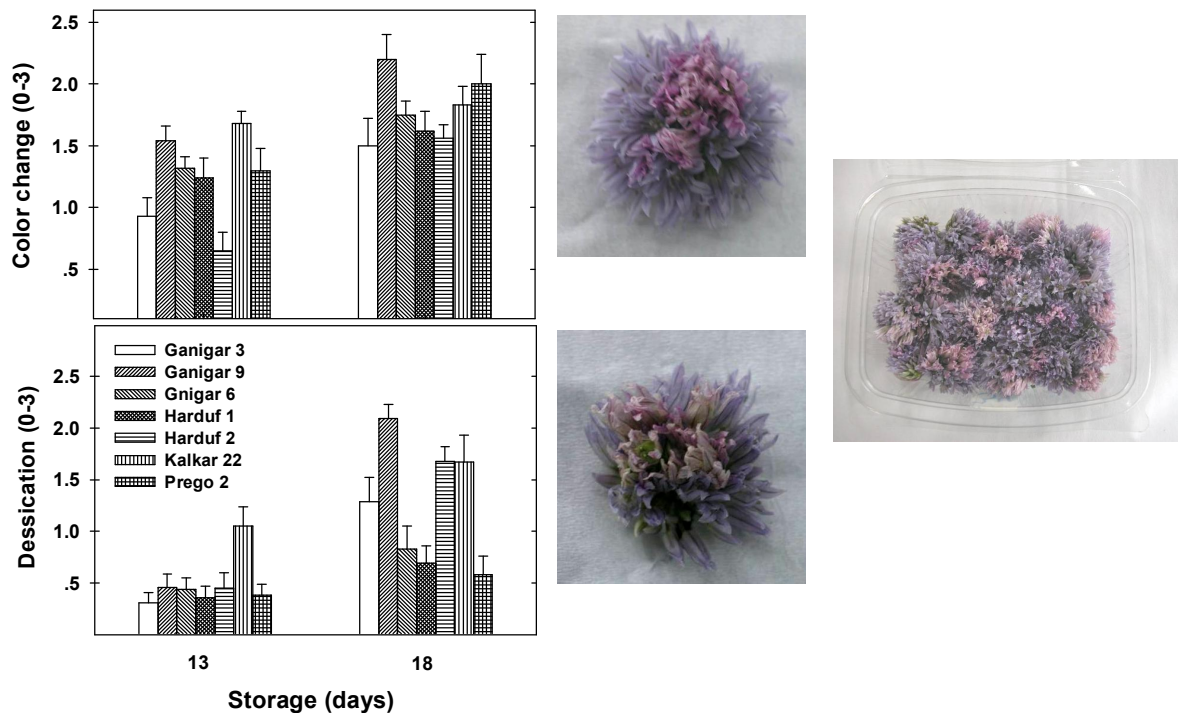 Color change (0-3)
2.5
2.0
1.5
1.0
.5
Dessication (0-3)
2.5
2.0
1.5
1.0
.5
Ganigar 3
Ganigar 9
Gnigar 6
Harduf 1
Harduf 2
Kalkar 22
Prego 2
13 18
Storage (days)